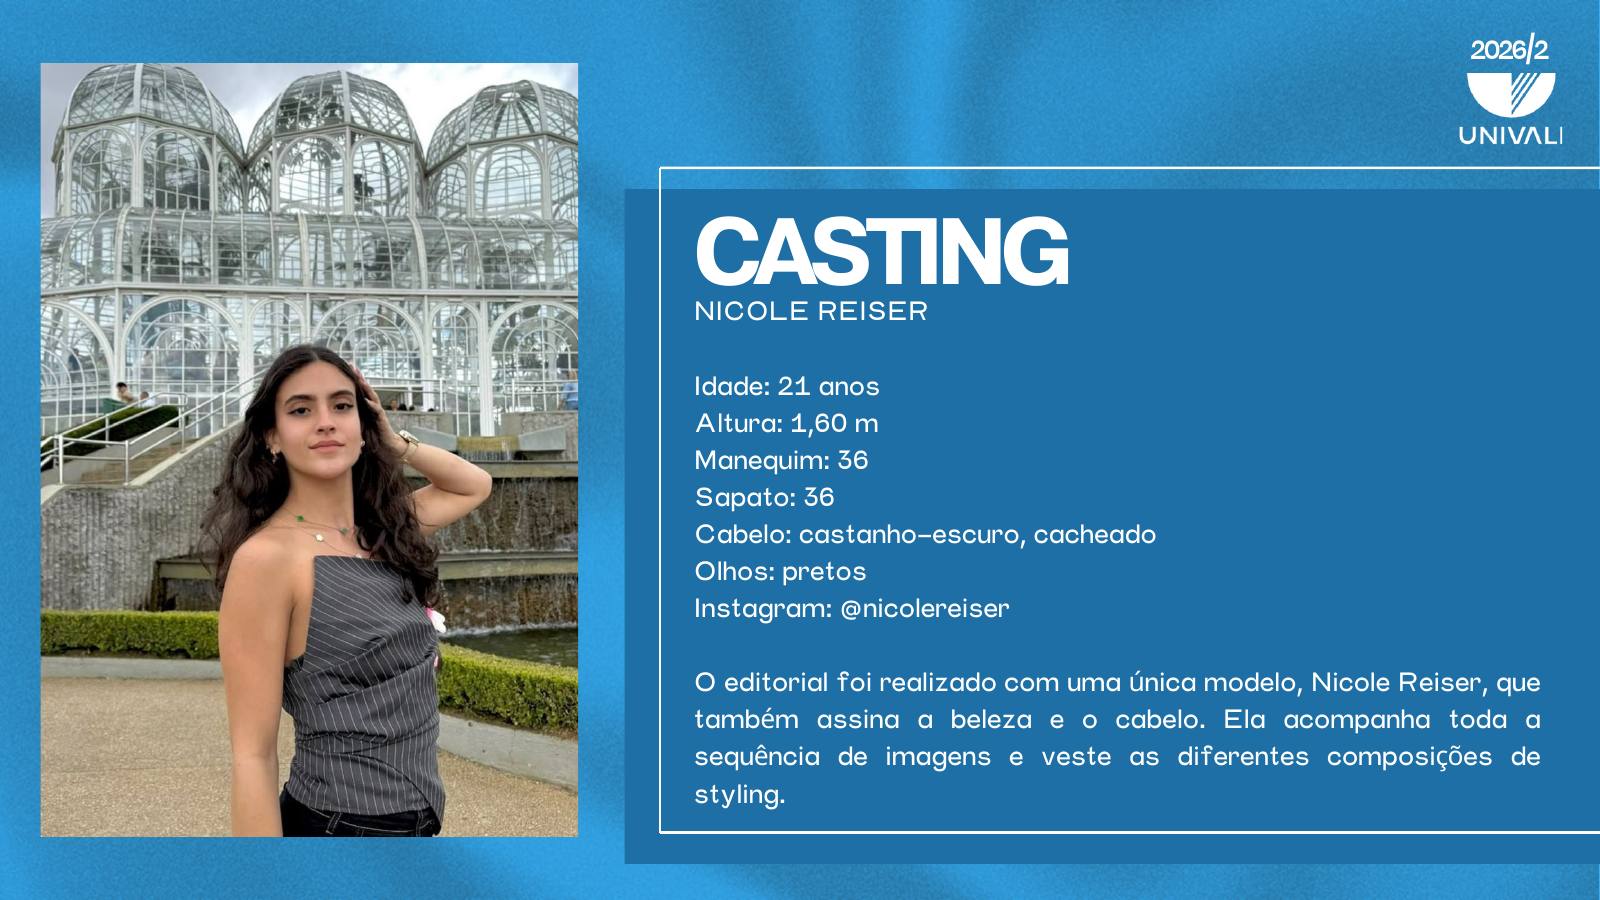 2026/2
UNIVALI
CASTING
NICOLE REISER
Idade: 21 anos
Altura: 1,60 m
Manequim: 36
Sapato: 36
Cabelo: castanho-escuro, cacheado
Olhos: pretos
Instagram: @nicolereiser
O editorial foi realizado com uma única modelo, Nicole Reiser, que
também assina a beleza e o cabelo. Ela acompanha toda a
sequência de imagens e veste as diferentes composições de
styling.